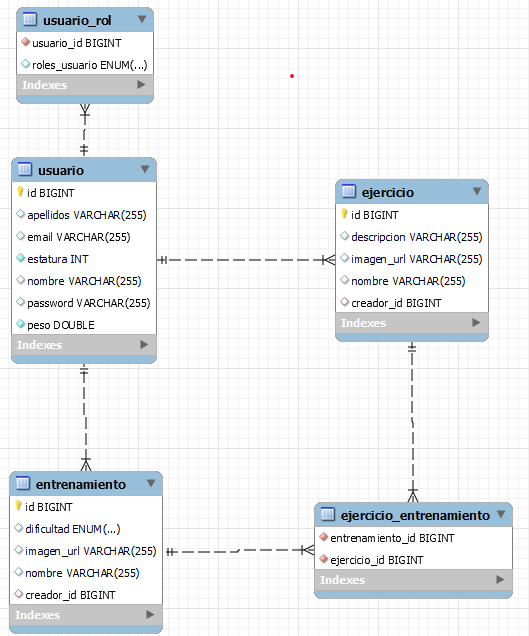 usuario_rol
usuario_id BIGINT
roles_usuario ENUM(...)
Indexes
usuario
id BIGINT
apellidos VARCHAR(255)
email VARCHAR(255)
estatura INT
nombre VARCHAR(255)
password VARCHAR(255)
peso DOUBLE
Indexes
ejercicio
id BIGINT
descripcion VARCHAR(255)
imagen_url VARCHAR(255)
nombre VARCHAR(255)
creador_id BIGINT
Indexes
entrenamiento
id BIGINT
dificultad ENUM(...)
imagen_url VARCHAR(255)
nombre VARCHAR(255)
creador_id BIGINT
Indexes
ejercicio_entrenamiento
entrenamiento_id BIGINT
ejercicio_id BIGINT
Indexes